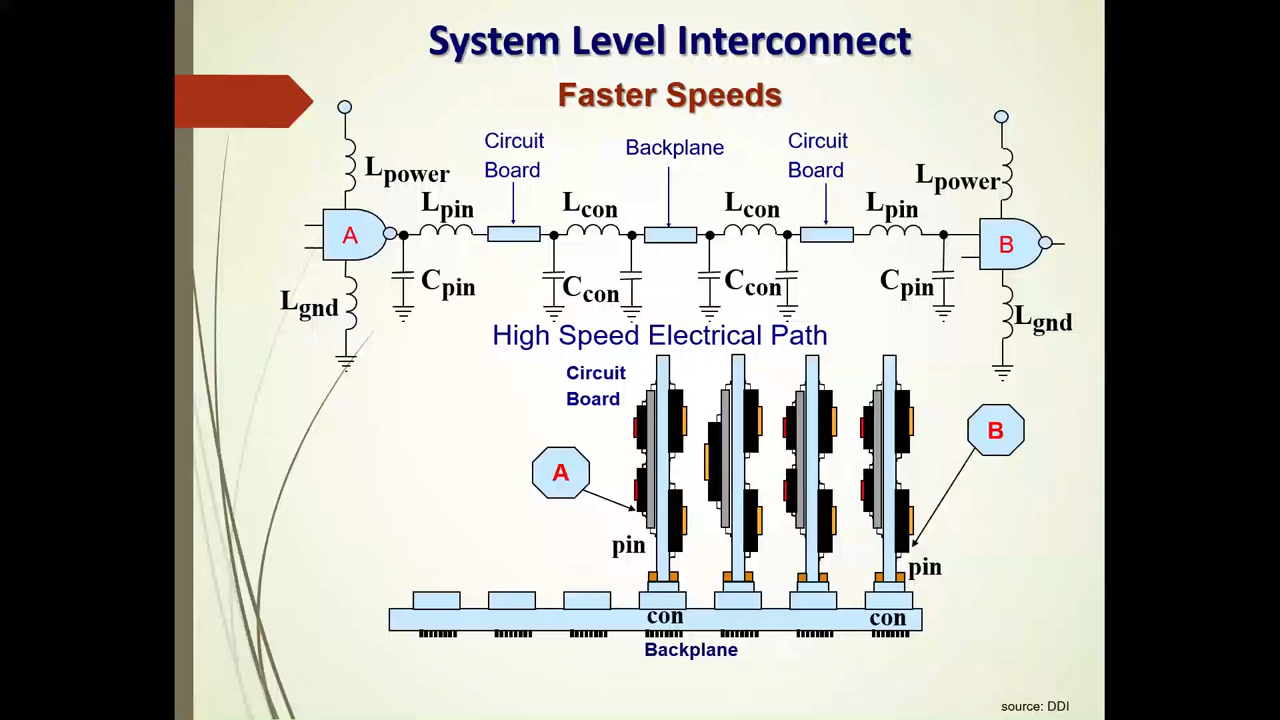 System Level Interconnect
Faster Speeds
Circuit
Board
Backplane
Circuit
Board
Lpower
Lpower
Lpin
Lcon
Lcon
Lpin
A
B
Cpin
Ccon
Ccon
Cpin
Lgnd
Lgnd
High Speed Electrical Path
Circuit
Board
A
B
pin
pin
con
con
Backplane
source: DDI